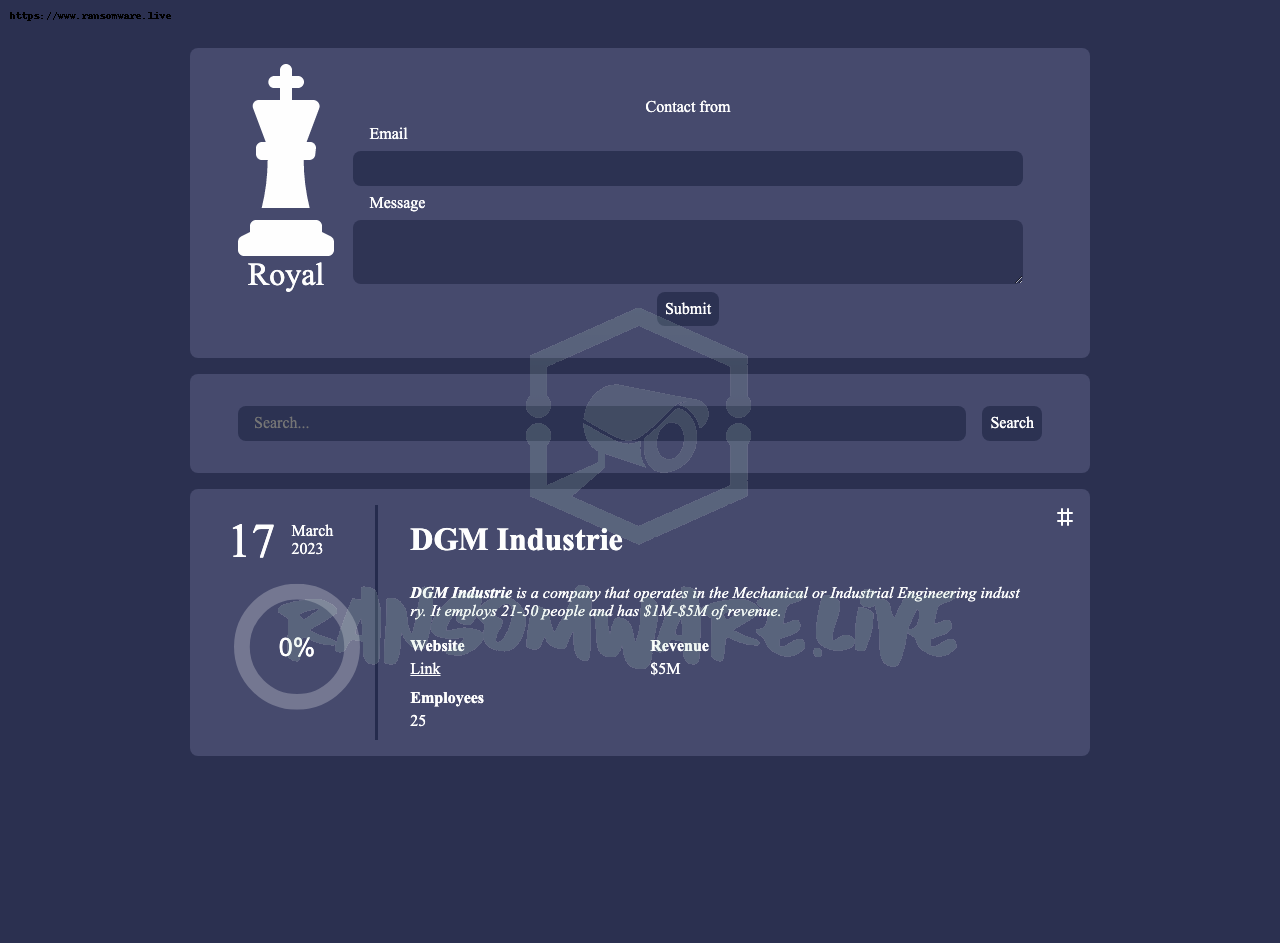 https://www.ransomware.live
Contact from
Email
Message
Royal
Submit
Search...
Search
17
March
2023
#
DGM Industrie
DGM Industrie is a company that operates in the Mechanical or Industrial Engineering indust
ry. It employs 21-50 people and has $1M-$5M of revenue.
RANSOMWARE.LIVE
0%
Website
Revenue
Link
$5M
Employees
25